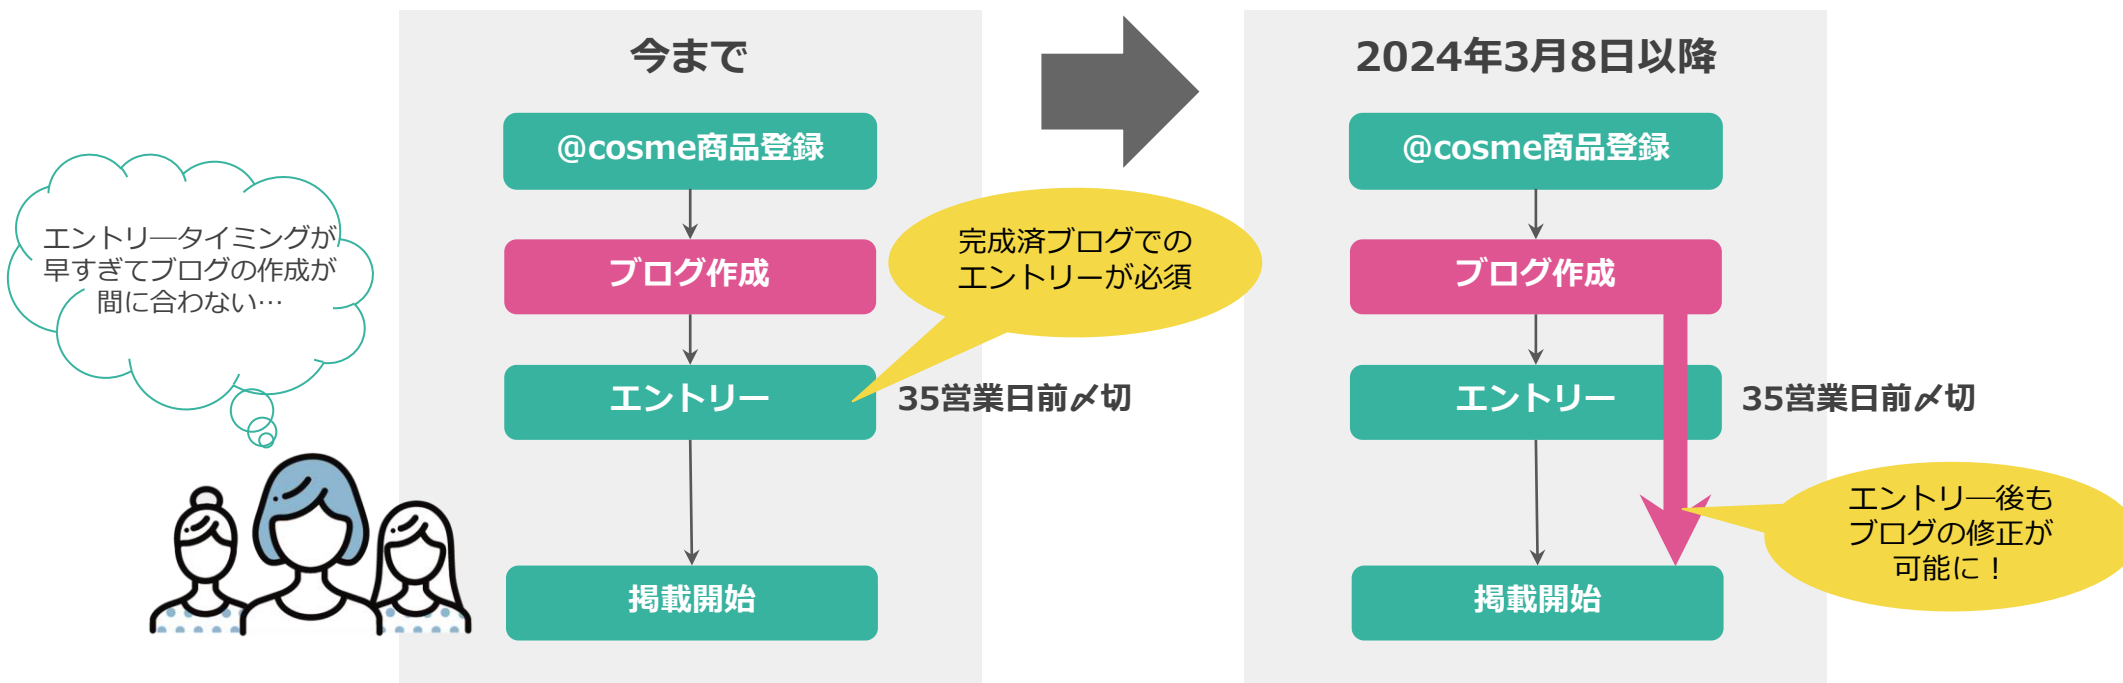 今まで
@cosme商品登録
ブログ作成
エントリー
35営業日前〆切
掲載開始
エントリ―タイミングが
早すぎてブログの作成が
間に合わない…
完成済ブログでの
エントリーが必須
2024年3月8日以降
@cosme商品登録
ブログ作成
エントリー
35営業日前〆切
エントリ―後も
ブログの修正が
可能に！
掲載開始